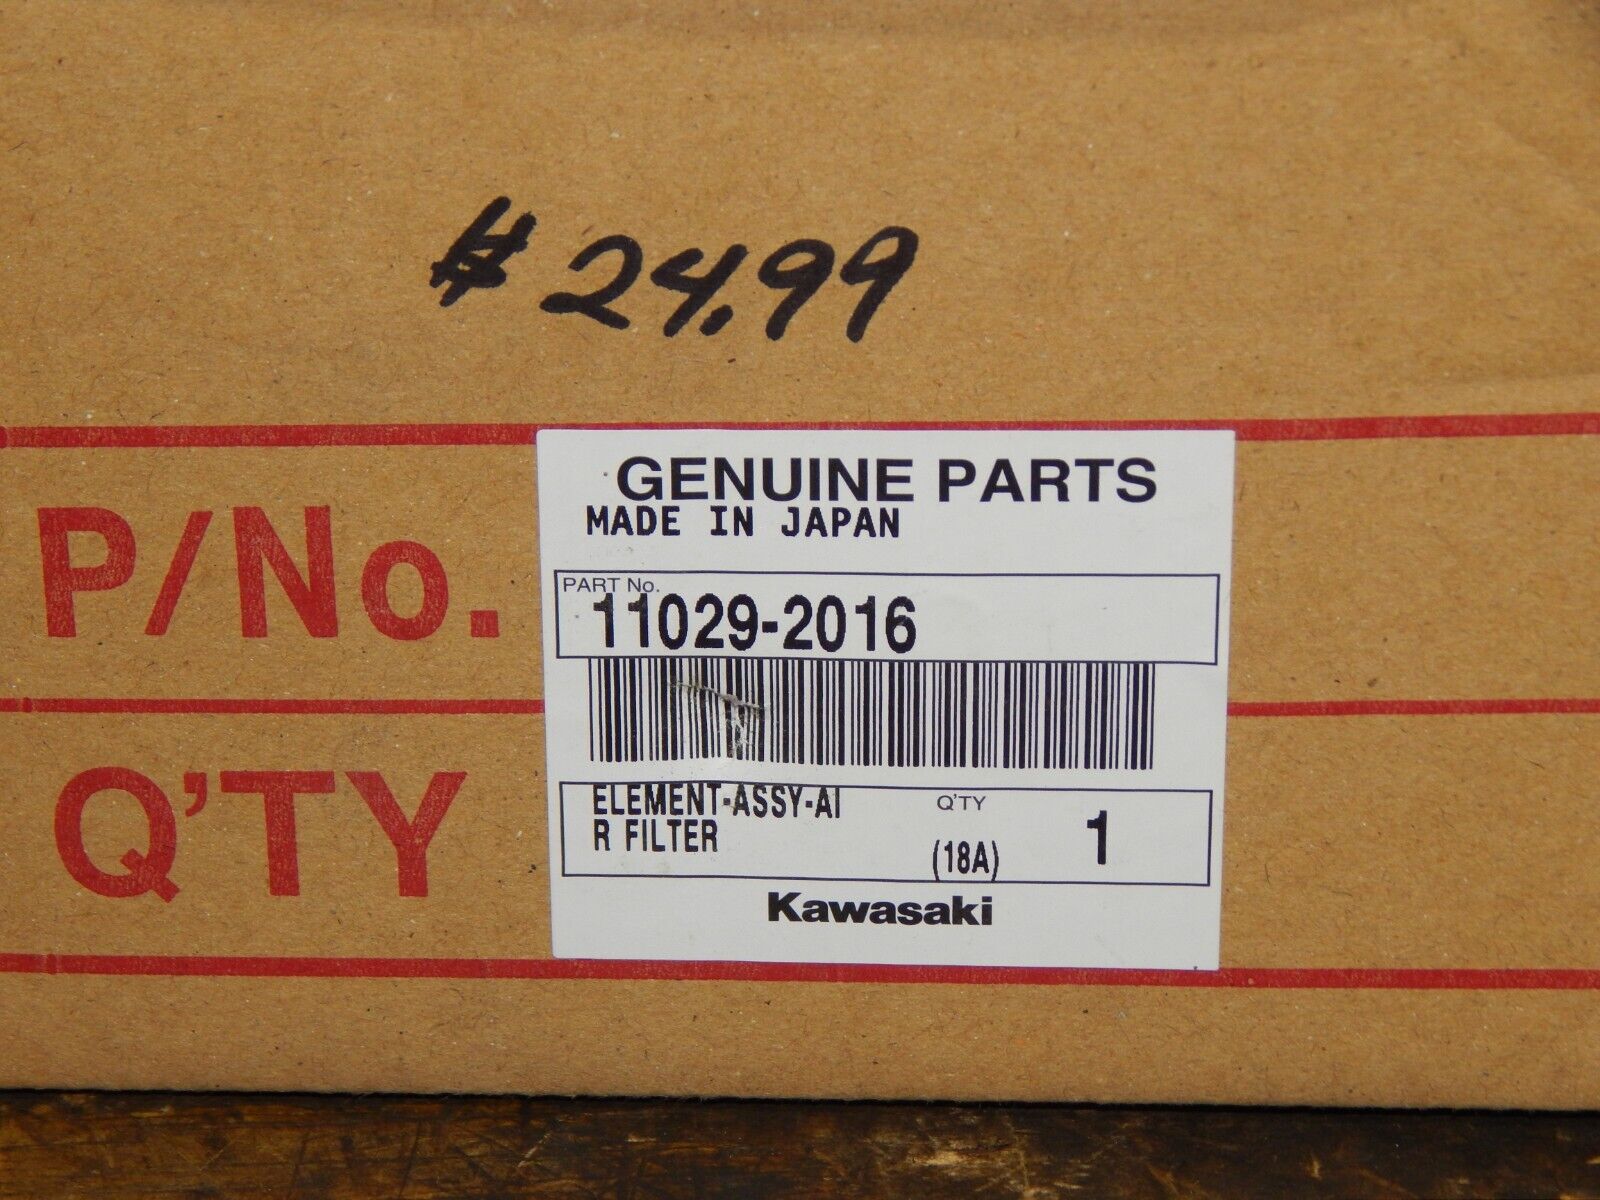 $24.99
GENUINE PARTS
MADE IN JAPAN
P/No.
PART No.
11029-2016
Q'TY
ELEMENT-ASSY-AI
R FILTER
Q'TY
(18A)
1
Kawasaki